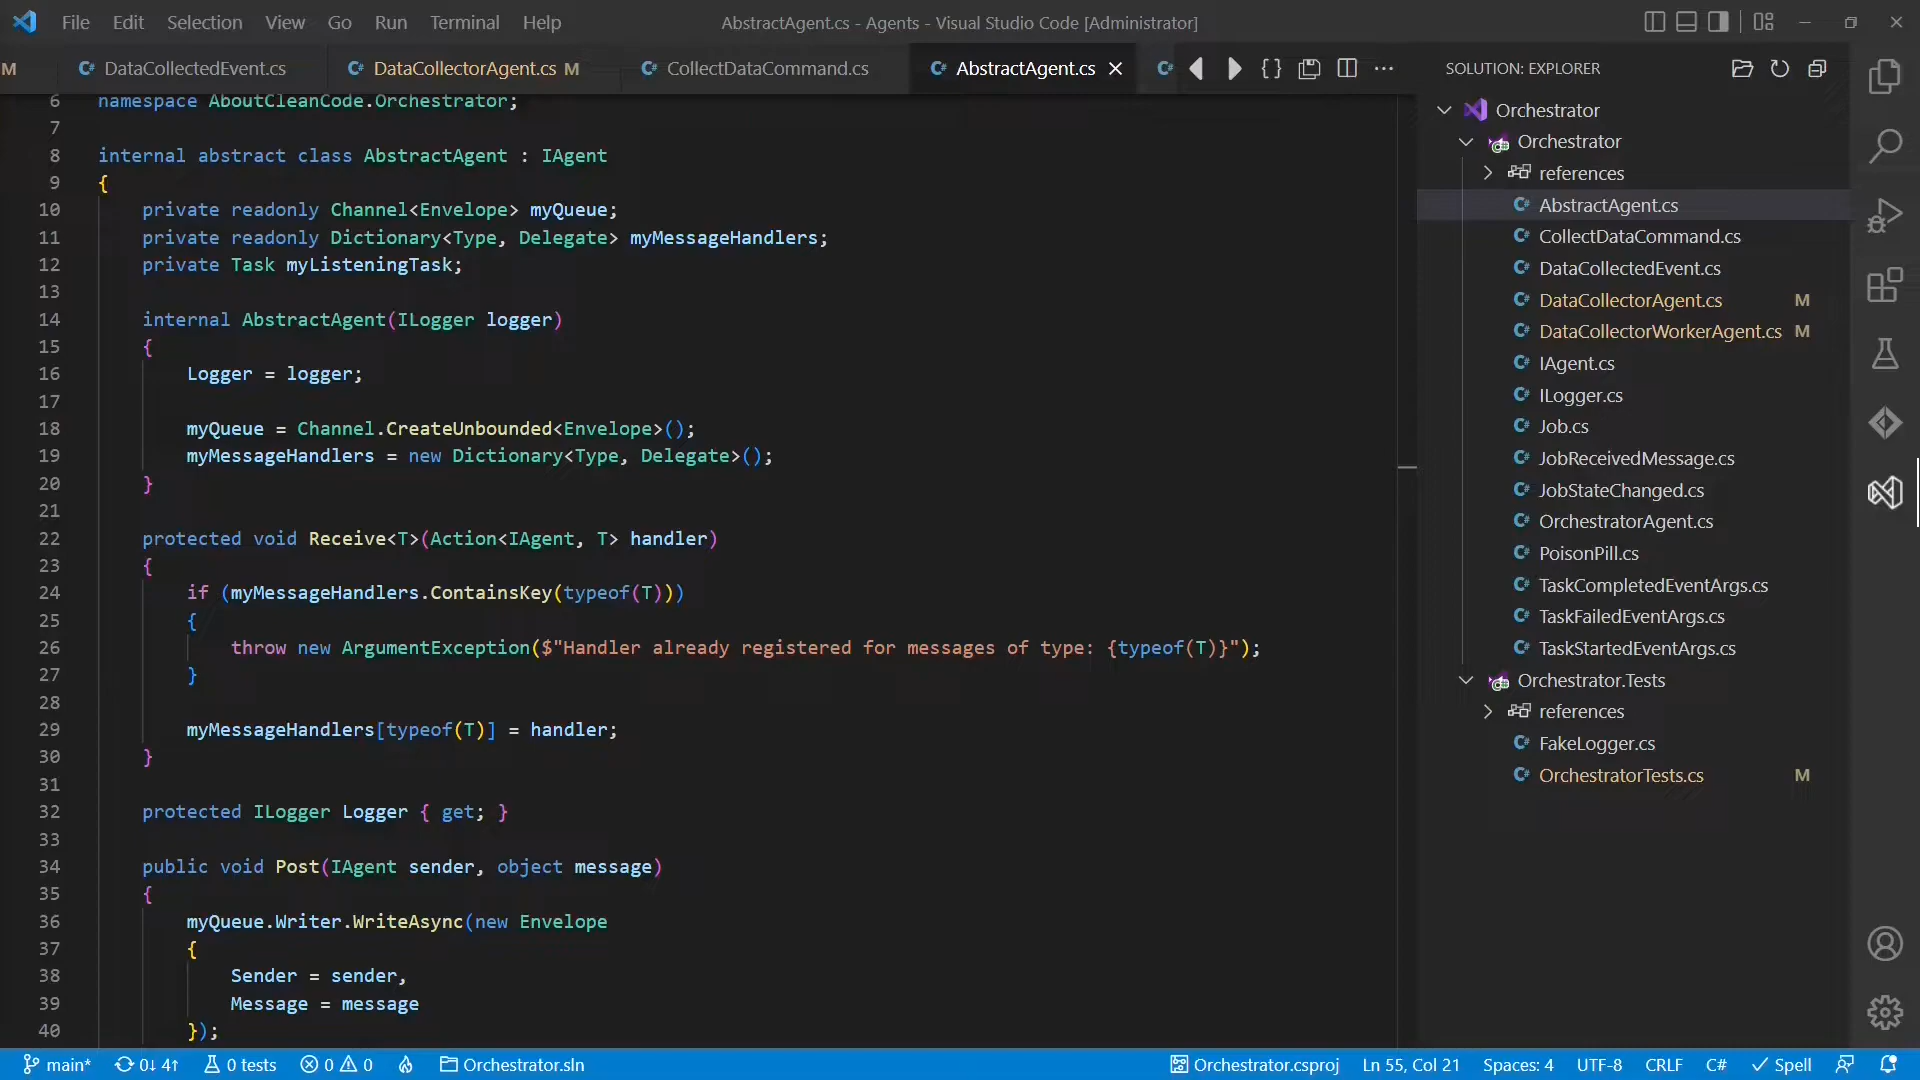 File Edit Selection View Go Run Terminal Help
AbstractAgent.cs - Agents - Visual Studio Code [Administrator]
M
DataCollectedEvent.cs
DataCollectorAgent.cs M
CollectDataCommand.cs
AbstractAgent.cs
6 namespace AboutCleanCode.Orchestrator;
7
8 internal abstract class AbstractAgent : IAgent
9 {
10 private readonly Channel<Envelope> myQueue;
11 private readonly Dictionary<Type, Delegate> myMessageHandlers;
12 private Task myListeningTask;
13
14 internal AbstractAgent(ILogger logger)
15 {
16 Logger = logger;
17
18 myQueue = Channel.CreateUnbounded<Envelope>();
19 myMessageHandlers = new Dictionary<Type, Delegate>();
20 }
21
22 protected void Receive<T>(Action<IAgent, T> handler)
23 {
24 if (myMessageHandlers.ContainsKey(typeof(T)))
25 {
26 throw new ArgumentException($"Handler already registered for messages of type: {typeof(T)}");
27 }
28
29 myMessageHandlers[typeof(T)] = handler;
30 }
31
32 protected ILogger Logger { get; }
33
34 public void Post(IAgent sender, object message)
35 {
36 myQueue.Writer.WriteAsync(new Envelope
37 {
38 Sender = sender,
39 Message = message
40 });
SOLUTION: EXPLORER
Orchestrator
Orchestrator
references
AbstractAgent.cs
CollectDataCommand.cs
DataCollectedEvent.cs
DataCollectorAgent.cs M
DataCollectorWorkerAgent.cs M
IAgent.cs
ILogger.cs
Job.cs
JobReceivedMessage.cs
JobStateChanged.cs
OrchestratorAgent.cs
PoisonPill.cs
TaskCompletedEventArgs.cs
TaskFailedEventArgs.cs
TaskStartedEventArgs.cs
Orchestrator.Tests
references
FakeLogger.cs
OrchestratorTests.cs M
main* 0↓ 4↑ 0 tests 0 0 Orchestrator.sln
Orchestrator.csproj Ln 55, Col 21 Spaces: 4 UTF-8 CRLF C# Spell